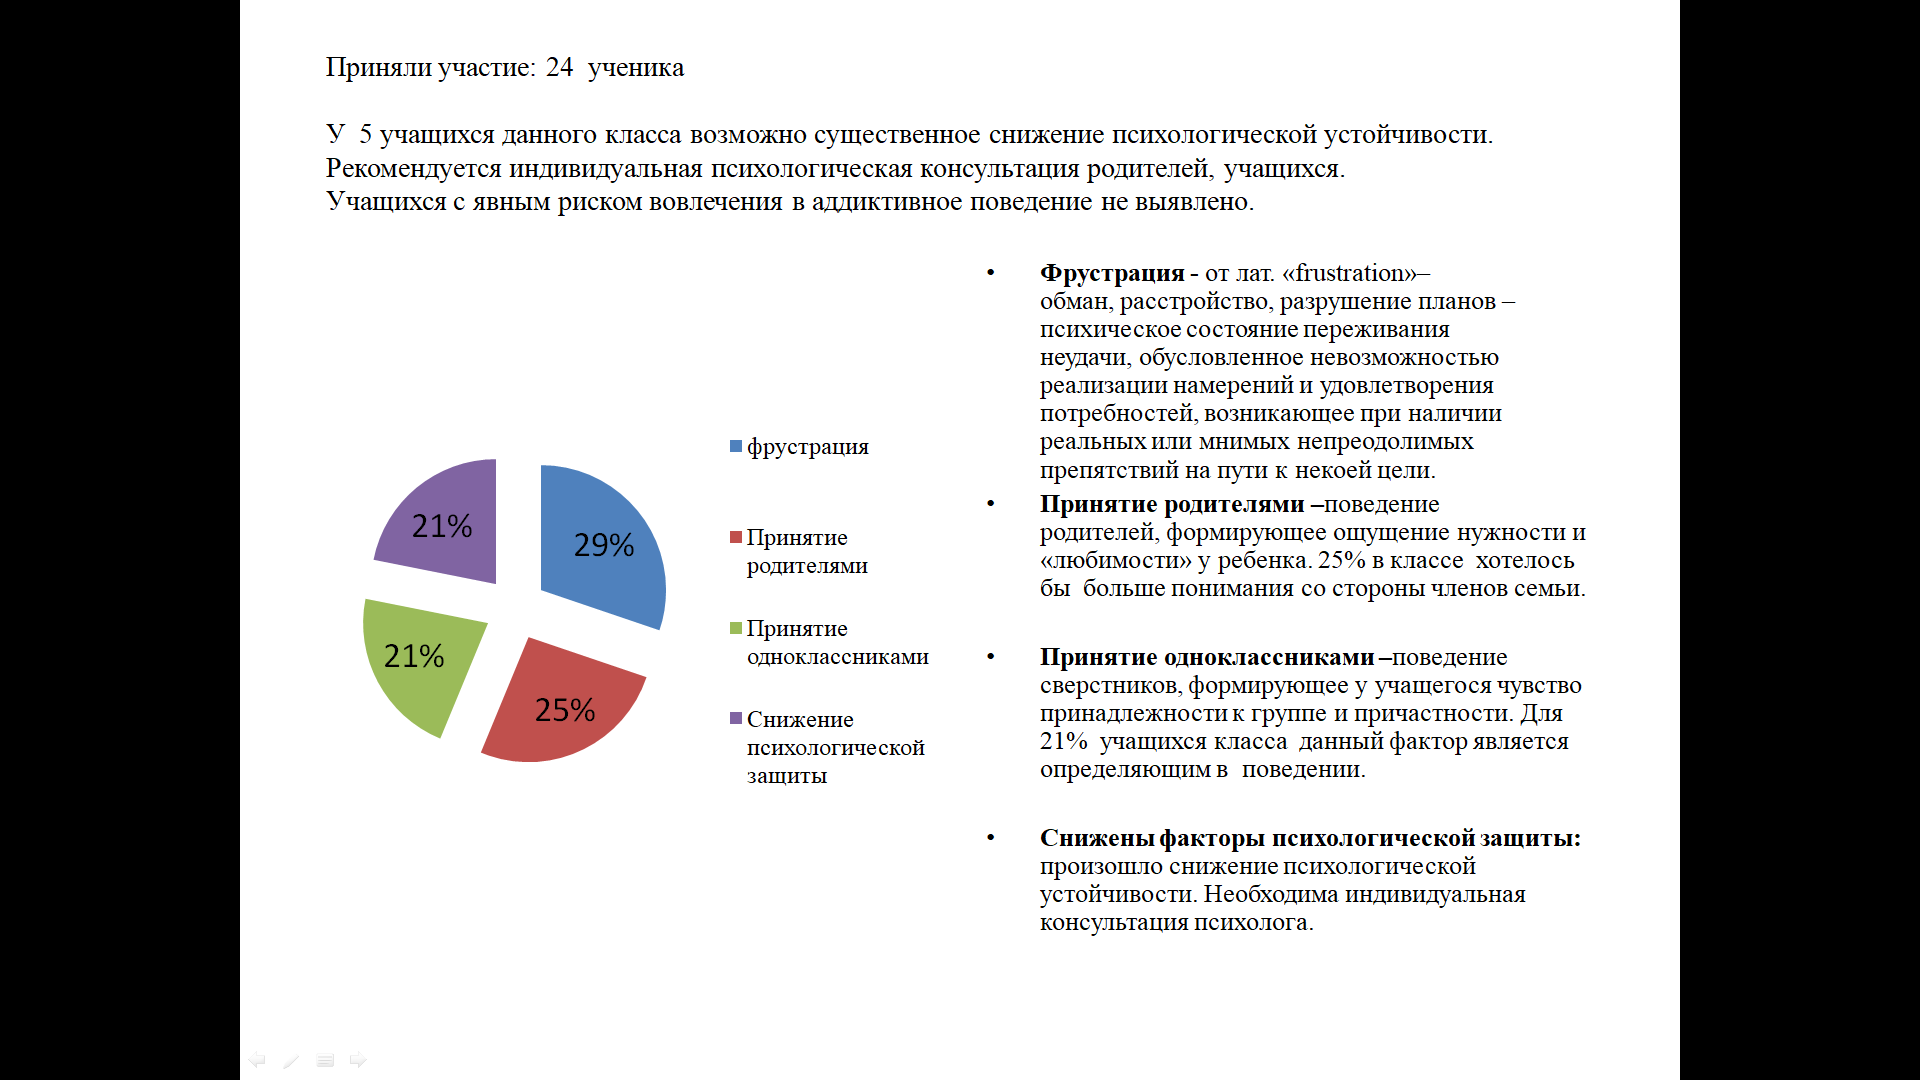 Приняли участие: 24 ученика
У 5 учащихся данного класса возможно существенное снижение психологической устойчивости.
Рекомендуется индивидуальная психологическая консультация родителей, учащихся.
Учащихся с явным риском вовлечения в аддиктивное поведение не выявлено.
29%
25%
21%
21%
фрустрация
Принятие
родителями
Принятие
одноклассниками
Снижение
психологической
защиты
• Фрустрация - от лат. «frustration»–
обман, расстройство, разрушение планов –
психическое состояние переживания
неудачи, обусловленное невозможностью
реализации намерений и удовлетворения
потребностей, возникающее при наличии
реальных или мнимых непреодолимых
препятствий на пути к некоей цели.
• Принятие родителями –поведение
родителей, формирующее ощущение нужности и
«любимости» у ребенка. 25% в классе хотелось
бы больше понимания со стороны членов семьи.
• Принятие одноклассниками –поведение
сверстников, формирующее у учащегося чувство
принадлежности к группе и причастности. Для
21% учащихся класса данный фактор является
определяющим в поведении.
• Снижены факторы психологической защиты:
произошло снижение психологической
устойчивости. Необходима индивидуальная
консультация психолога.